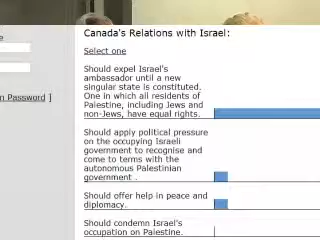 Canada's Relations with Israel:
Select one
Should expel Israel's
ambassador until a new
singular state is constituted.
One in which all residents of
Palestine, including Jews and
non-Jews, have equal rights.
n Password ]
Should apply political pressure
on the occupying Israeli
government to recognise and
come to terms with the
autonomous Palestinian
government .
Should offer help in peace and
diplomacy.
Should condemn Israel's
occupation on Palestine.